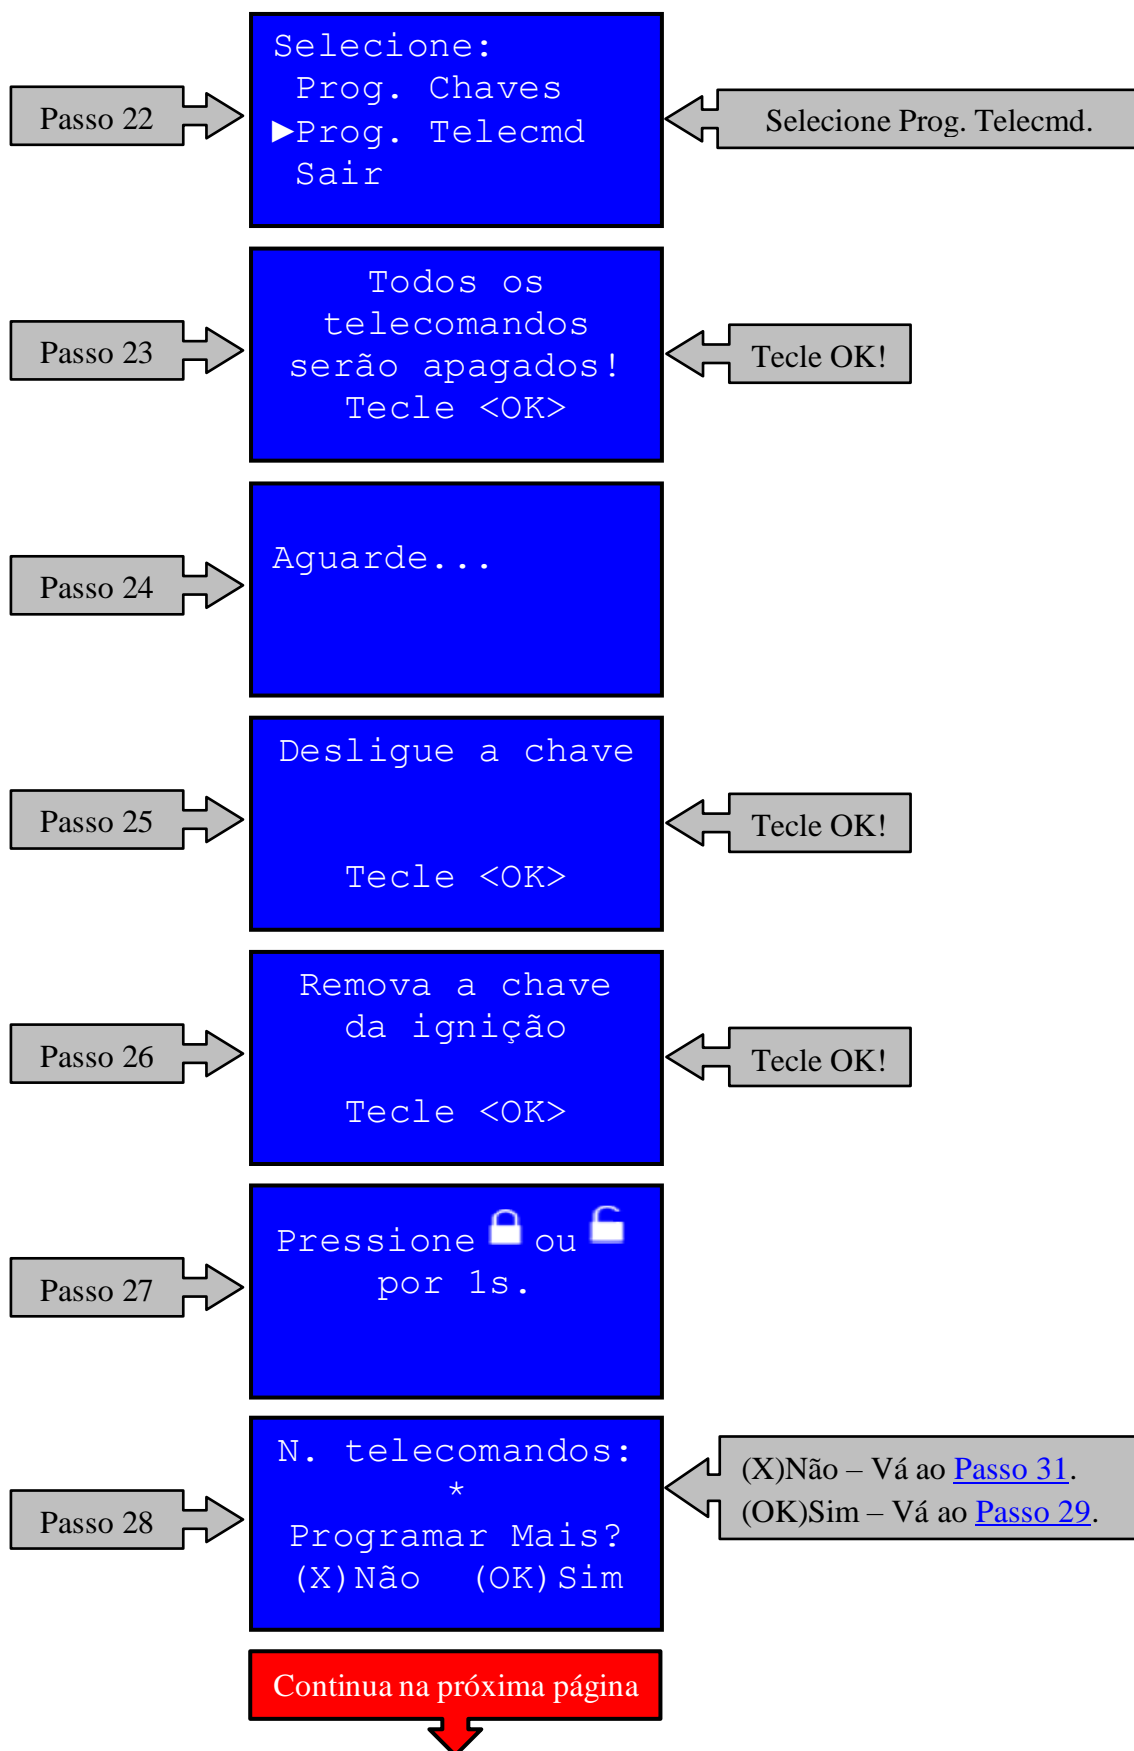 Passo 22
Selecione:
Prog. Chaves
►Prog. Telecmd
Sair
Selecione Prog. Telecmd.
Passo 23
Todos os
telecomandos
serão apagados!
Tecle <OK>
Tecle OK!
Passo 24
Aguarde...
Passo 25
Desligue a chave
Tecle <OK>
Tecle OK!
Passo 26
Remova a chave
da ignição
Tecle <OK>
Tecle OK!
Passo 27
Pressione ou
por 1s.
Passo 28
N. telecomandos:
*
Programar Mais?
(X)Não (OK)Sim
(X)Não – Vá ao Passo 31.
(OK)Sim – Vá ao Passo 29.
Continua na próxima página